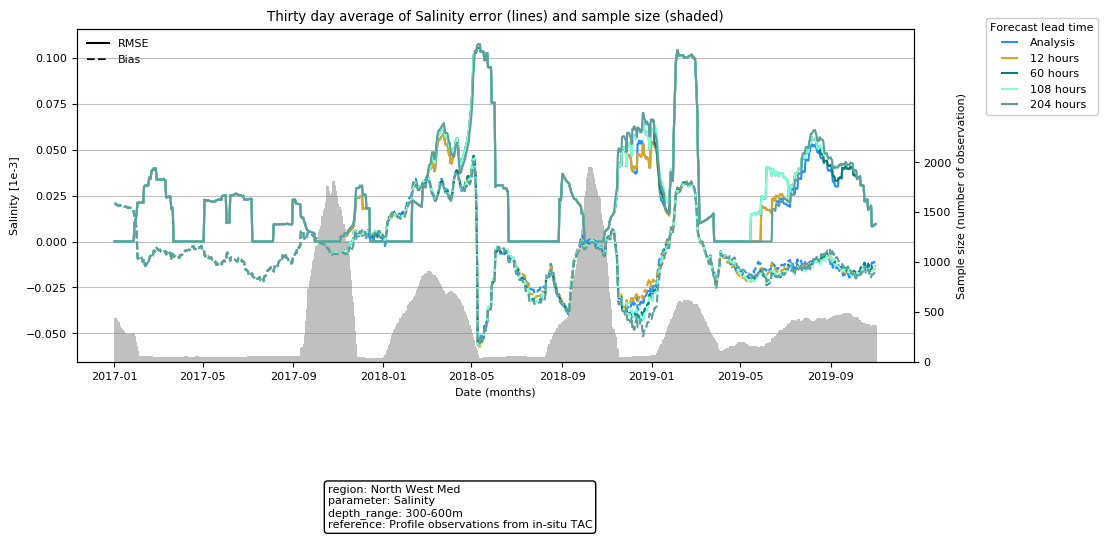 Thirty day average of Salinity error (lines) and sample size (shaded)
RMSE
Bias
Forecast lead time
Analysis
12 hours
60 hours
108 hours
204 hours
0.100
0.075
0.050
0.025
0.000
−0.025
−0.050
Salinity [1e-3]
2000
1500
1000
500
0
Sample size (number of observation)
2017-01 2017-05 2017-09 2018-01 2018-05 2018-09 2019-01 2019-05 2019-09
Date (months)
region: North West Med
parameter: Salinity
depth_range: 300-600m
reference: Profile observations from in-situ TAC